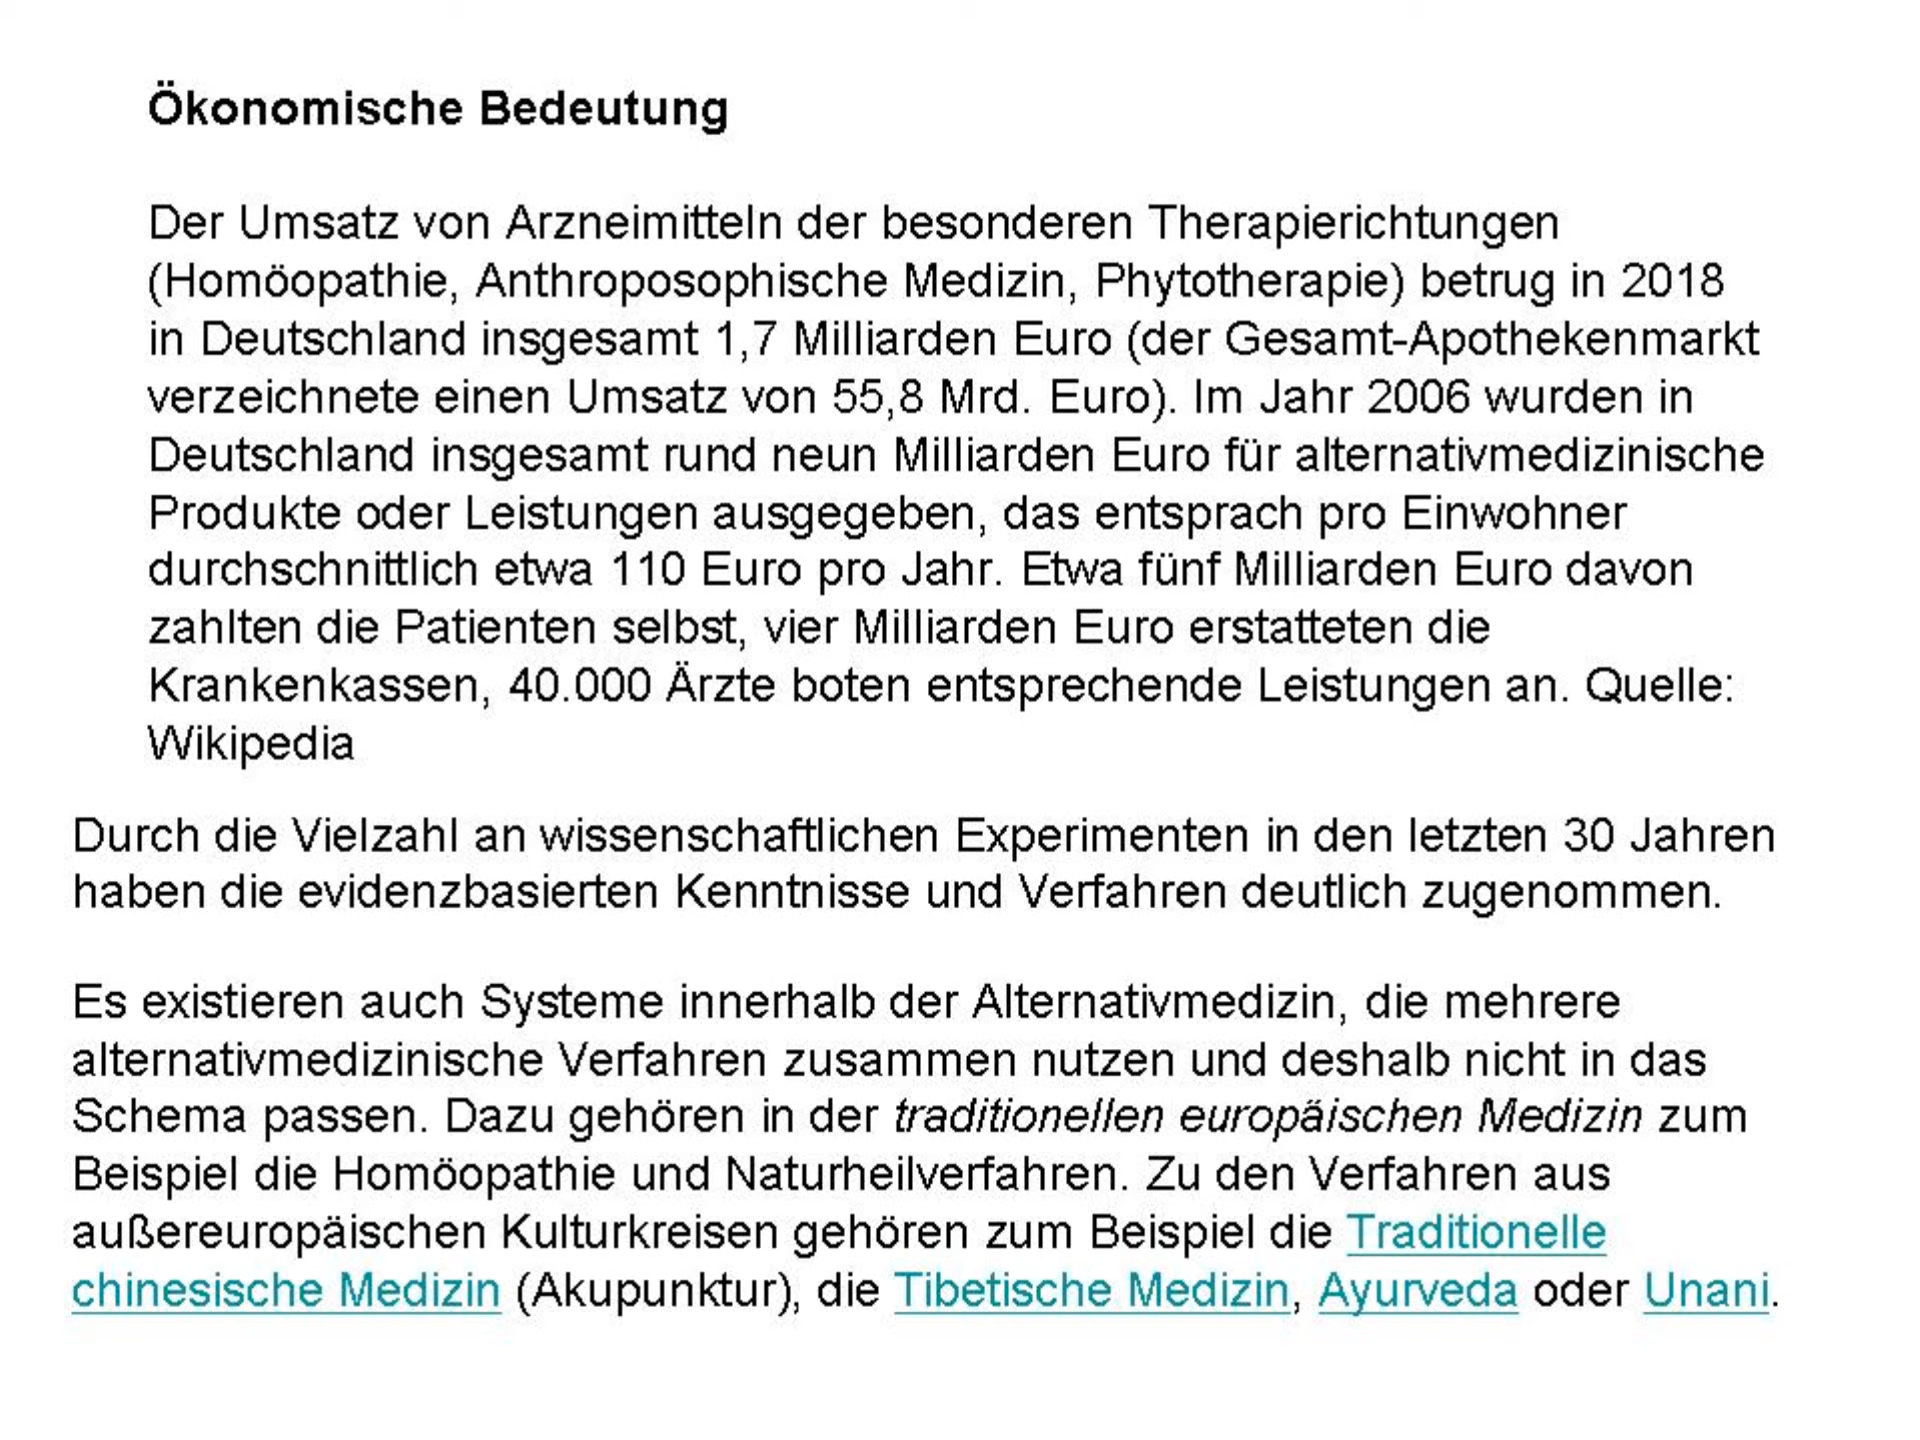 Ökonomische Bedeutung
Der Umsatz von Arzneimitteln der besonderen Therapierichtungen
(Homöopathie, Anthroposophische Medizin, Phytotherapie) betrug in 2018
in Deutschland insgesamt 1,7 Milliarden Euro (der Gesamt-Apothekenmarkt
verzeichnete einen Umsatz von 55,8 Mrd. Euro). Im Jahr 2006 wurden in
Deutschland insgesamt rund neun Milliarden Euro für alternativmedizinische
Produkte oder Leistungen ausgegeben, das entsprach pro Einwohner
durchschnittlich etwa 110 Euro pro Jahr. Etwa fünf Milliarden Euro davon
zahlten die Patienten selbst, vier Milliarden Euro erstatteten die
Krankenkassen, 40.000 Ärzte boten entsprechende Leistungen an. Quelle:
Wikipedia
Durch die Vielzahl an wissenschaftlichen Experimenten in den letzten 30 Jahren
haben die evidenzbasierten Kenntnisse und Verfahren deutlich zugenommen.
Es existieren auch Systeme innerhalb der Alternativmedizin, die mehrere
alternativmedizinische Verfahren zusammen nutzen und deshalb nicht in das
Schema passen. Dazu gehören in der traditionellen europäischen Medizin zum
Beispiel die Homöopathie und Naturheilverfahren. Zu den Verfahren aus
außereuropäischen Kulturkreisen gehören zum Beispiel die Traditionelle
chinesische Medizin (Akupunktur), die Tibetische Medizin, Ayurveda oder Unani.